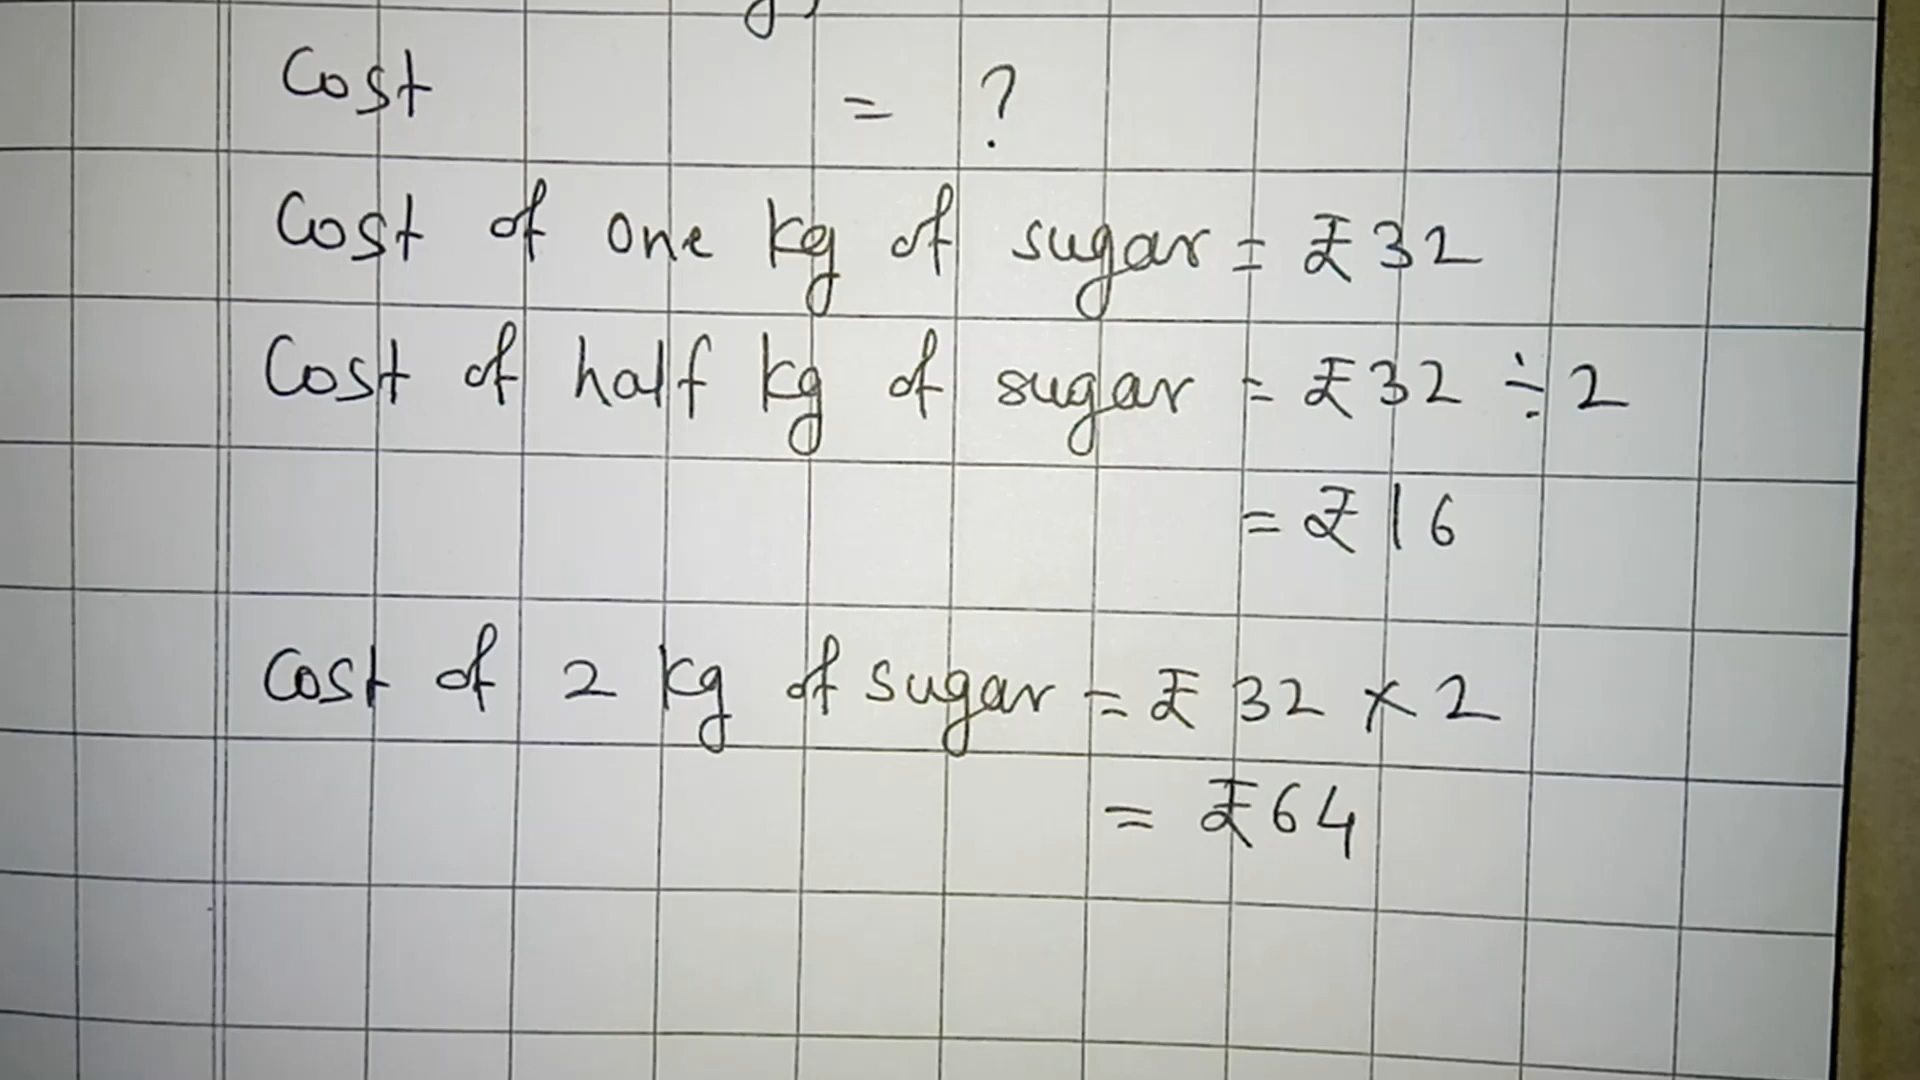 Cost = ?
Cost of one kg of sugar = ₹32
Cost of half kg of sugar = ₹32 ÷ 2
= ₹16
Cost of 2 kg of sugar = ₹32 × 2
= ₹64